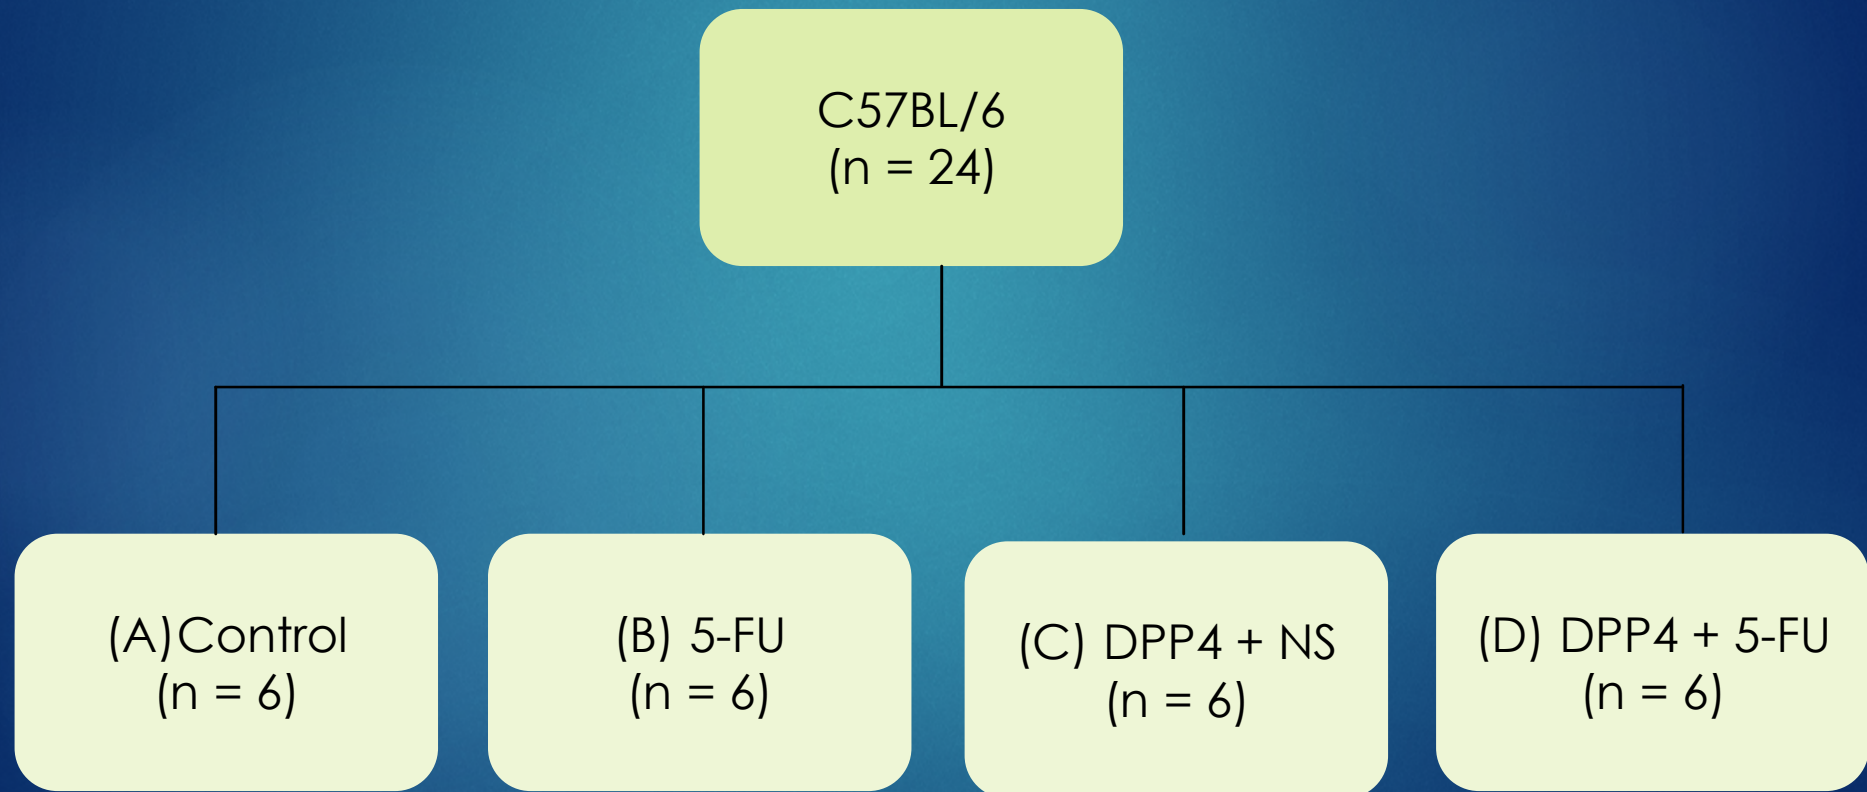 C57BL/6
(n = 24)
(A)Control
(n = 6)
(B) 5-FU
(n = 6)
(C) DPP4 + NS
(n = 6)
(D) DPP4 + 5-FU
(n = 6)